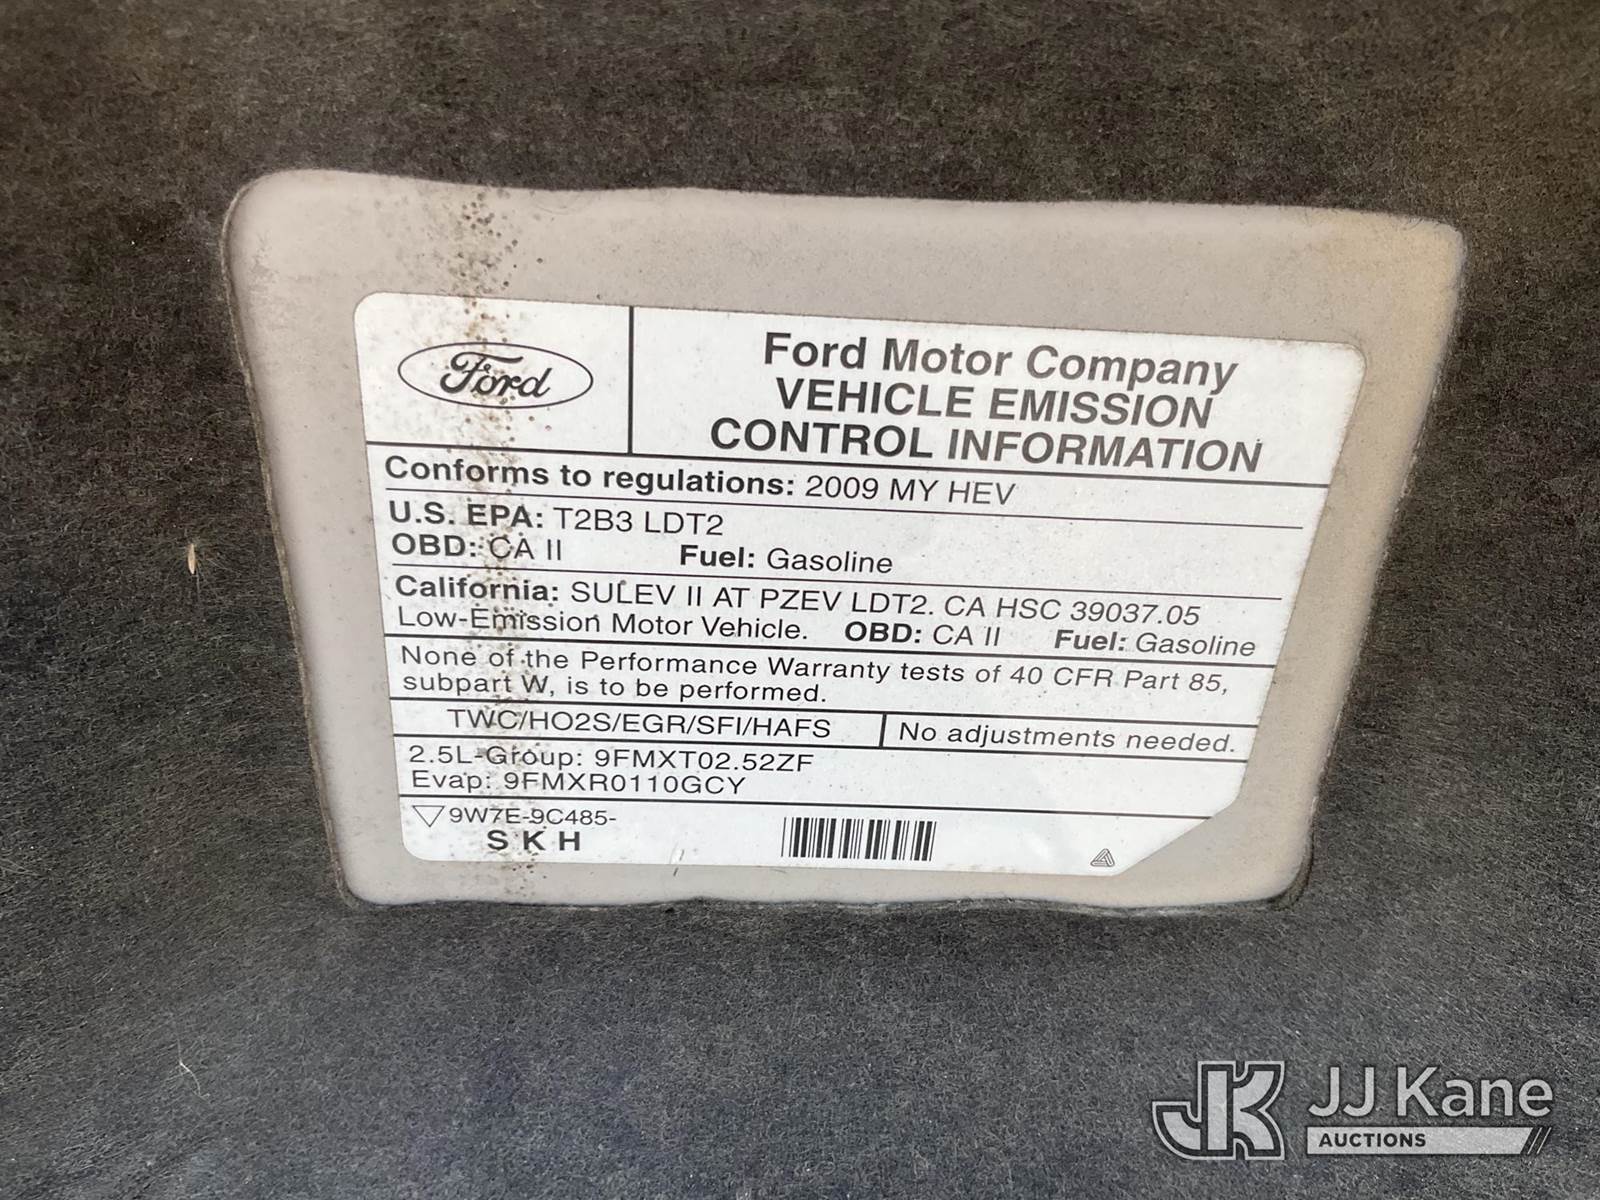 Ford
Ford Motor Company
VEHICLE EMISSION
CONTROL INFORMATION
Conforms to regulations: 2009 MY HEV
U.S. EPA: T2B3 LDT2
OBD: CA II Fuel: Gasoline
California: SULEV II AT PZEV LDT2. CA HSC 39037.05
Low-Emission Motor Vehicle. OBD: CA II Fuel: Gasoline
None of the Performance Warranty tests of 40 CFR Part 85,
subpart W, is to be performed.
TWC/HO2S/EGR/SFI/HAFS No adjustments needed.
2.5L-Group: 9FMXT02.52ZF
Evap: 9FMXR0110GCY
9W7E-9C485-
S K H
JK JJ Kane
AUCTIONS